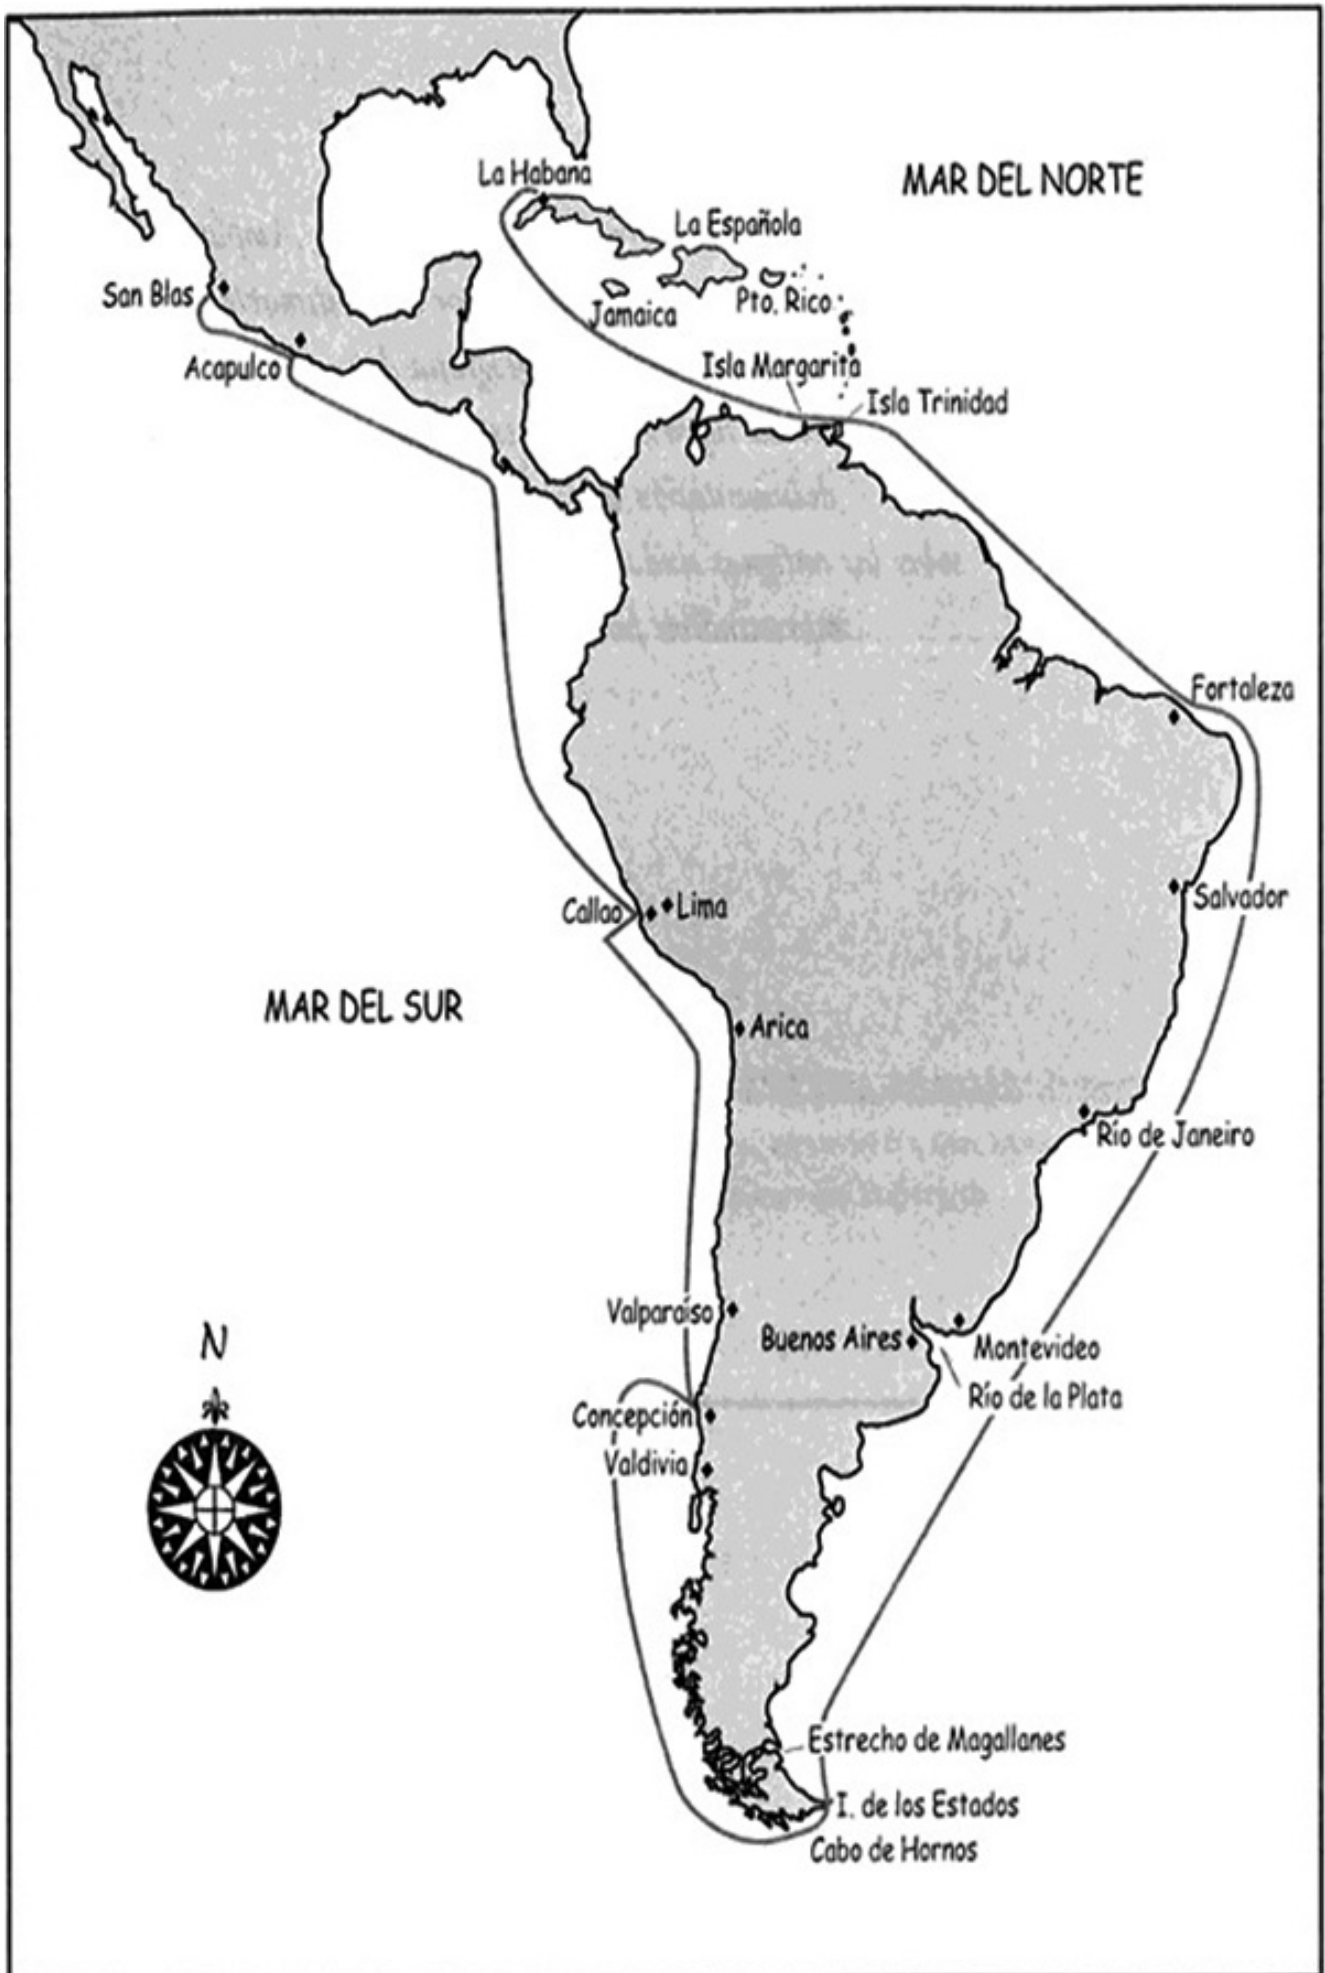 La Habana
MAR DEL NORTE
La Española
San Blas
Jamaica
Pto. Rico
Acapulco
Isla Margarita
Isla Trinidad
Fortaleza
Callao
Lima
Salvador
MAR DEL SUR
Arica
Río de Janeiro
Valparaíso
Buenos Aires
Montevideo
N
Río de la Plata
Concepción
Valdivia
Estrecho de Magallanes
I. de los Estados
Cabo de Hornos